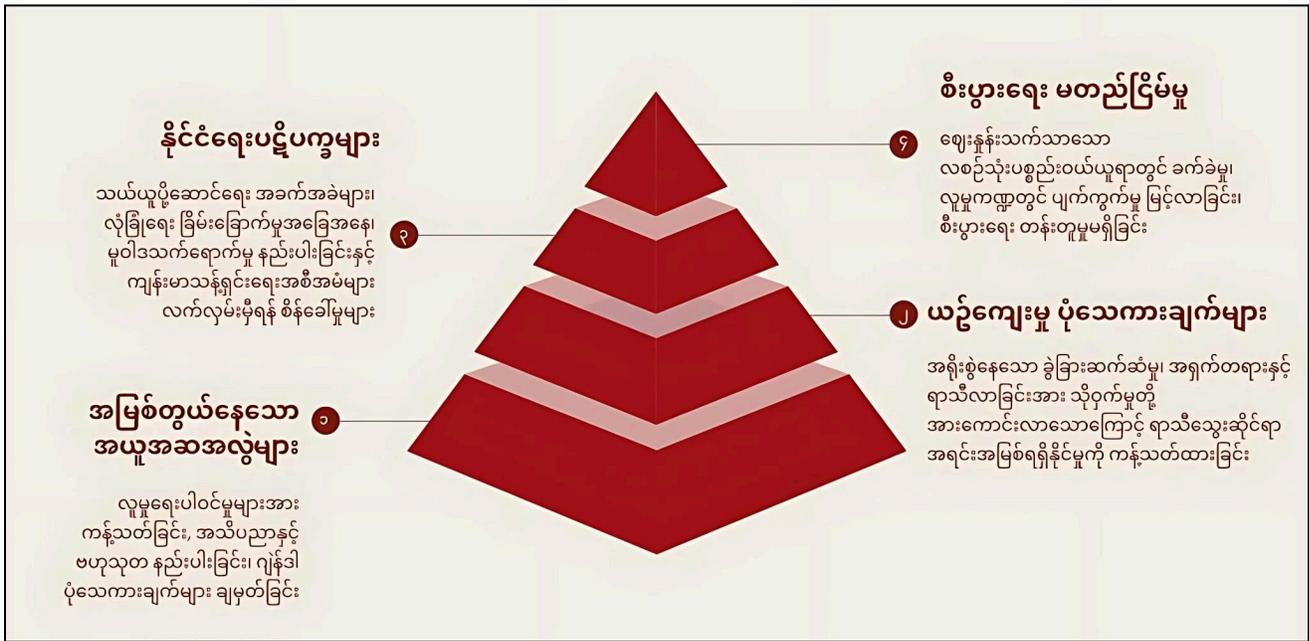 စီးပွားရေး မတည်ငြိမ်မှု
၄
ဈေးနှုန်းသက်သာသော
လစဉ်သုံးပစ္စည်းဝယ်ယူရာတွင် ခက်ခဲမှု၊
လူမှုကဏ္ဍတွင် ပျက်ကွက်မှု မြင့်လာခြင်း၊
စီးပွားရေး တန်းတူမှုမရှိခြင်း
နိုင်ငံရေးပဋိပက္ခများ
၃
သယ်ယူပို့ဆောင်ရေး အခက်အခဲများ၊
လုံခြုံရေး ခြိမ်းခြောက်မှုအခြေအနေ၊
မူဝါဒသက်ရောက်မှု နည်းပါးခြင်းနှင့်
ကျန်းမာသန့်ရှင်းရေးအစီအမံများ
လက်လှမ်းမှီရန် စိန်ခေါ်မှုများ
၂
ယဉ်ကျေးမှု ပုံသေကားချက်များ
အရိုးစွဲနေသော ခွဲခြားဆက်ဆံမှု၊ အရှက်တရားနှင့်
ရာသီလာခြင်းအား သိုဝှက်မှုတို့
အားကောင်းလာသောကြောင့် ရာသီသွေးဆိုင်ရာ
အရင်းအမြစ်ရရှိနိုင်မှုကို ကန့်သတ်ထားခြင်း
အမြစ်တွယ်နေသော
အယူအဆအလွဲများ
၁
လူမှုရေးပါဝင်မှုများအား
ကန့်သတ်ခြင်း, အသိပညာနှင့်
ဗဟုသုတ နည်းပါးခြင်း၊ ဂျဲန်ဒါ
ပုံသေကားချက်များ ချမှတ်ခြင်း